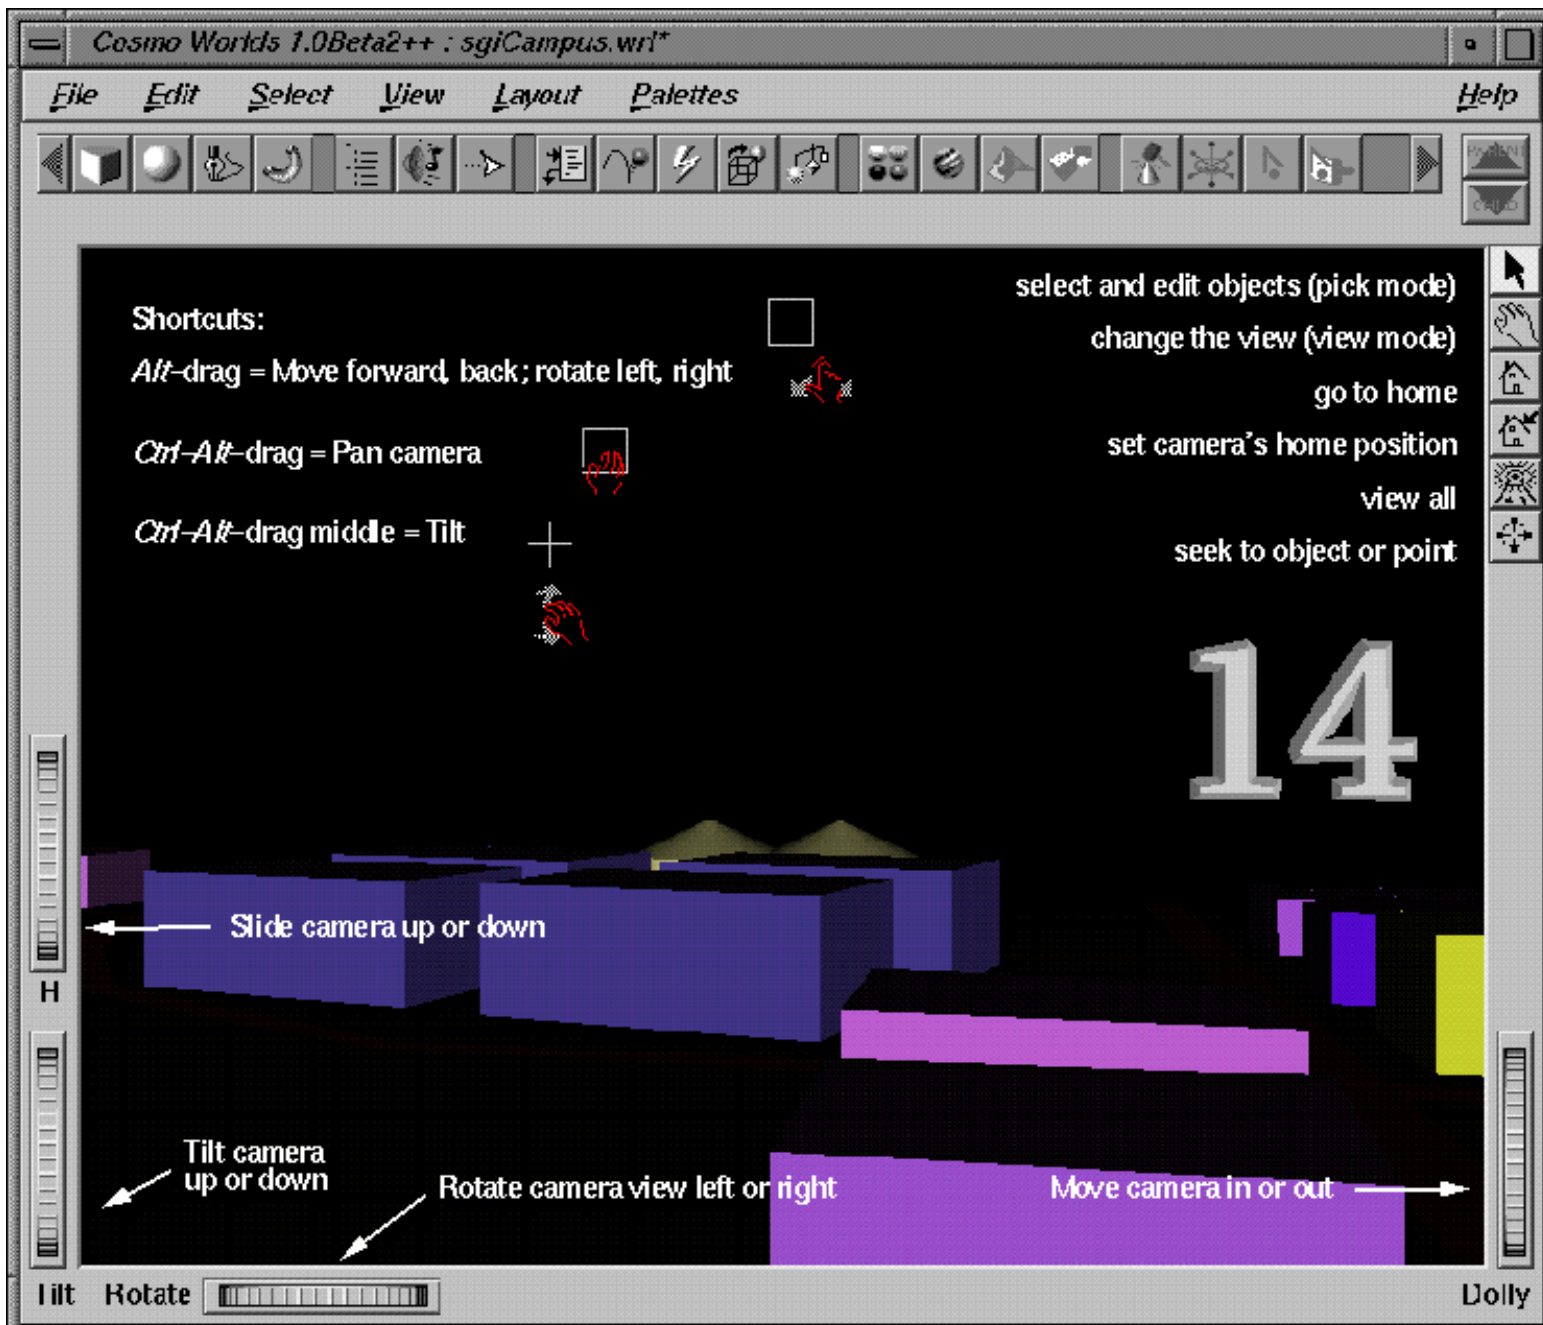 Cosmo Worlds 1.0Beta2++ : sgiCampus.wrl*
File Edit Select View Layout Palettes Help
PARENT
CHILD
select and edit objects (pick mode)
Shortcuts:
change the view (view mode)
Alt-drag = Move forward, back; rotate left, right
go to home
set camera's home position
Ctrl-Alt-drag = Pan camera
view all
Ctrl-Alt-drag middle = Tilt
seek to object or point
14
Slide camera up or down
H
Tilt camera
up or down
Rotate camera view left or right
Move camera in or out
Tilt Rotate Dolly